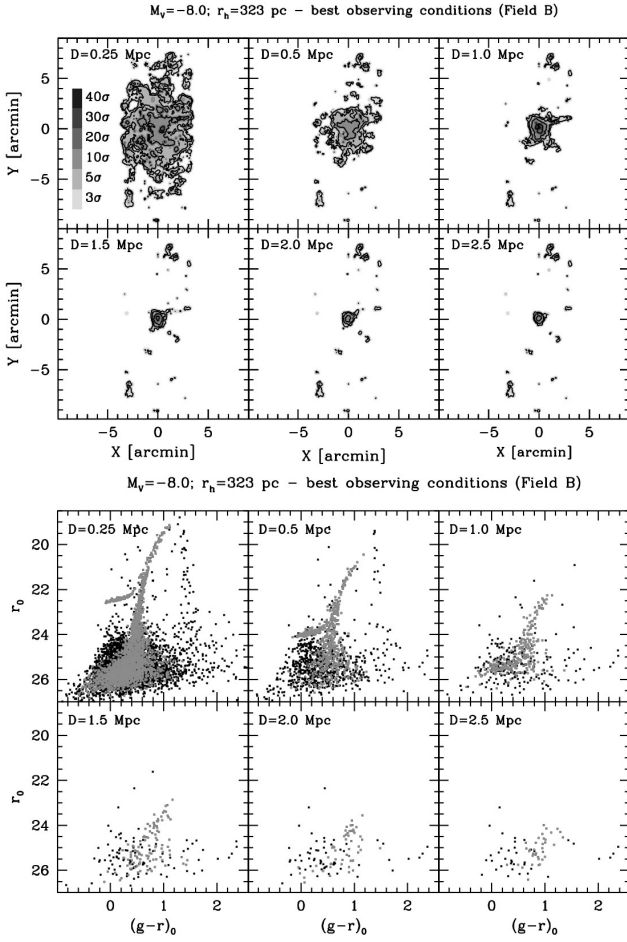 M_V=−8.0; r_h=323 pc − best observing conditions (Field B)
D=0.25 Mpc
D=0.5 Mpc
D=1.0 Mpc
5
0
−5
Y [arcmin]
40σ
30σ
20σ
10σ
5σ
3σ
D=1.5 Mpc
D=2.0 Mpc
D=2.5 Mpc
5
0
−5
Y [arcmin]
−5 0 5 −5 0 5 −5 0 5
X [arcmin] X [arcmin] X [arcmin]
M_V=−8.0; r_h=323 pc − best observing conditions (Field B)
D=0.25 Mpc
D=0.5 Mpc
D=1.0 Mpc
20
22
24
26
r_0
D=1.5 Mpc
D=2.0 Mpc
D=2.5 Mpc
20
22
24
26
r_0
0 1 2 0 1 2 0 1 2
(g−r)_0 (g−r)_0 (g−r)_0